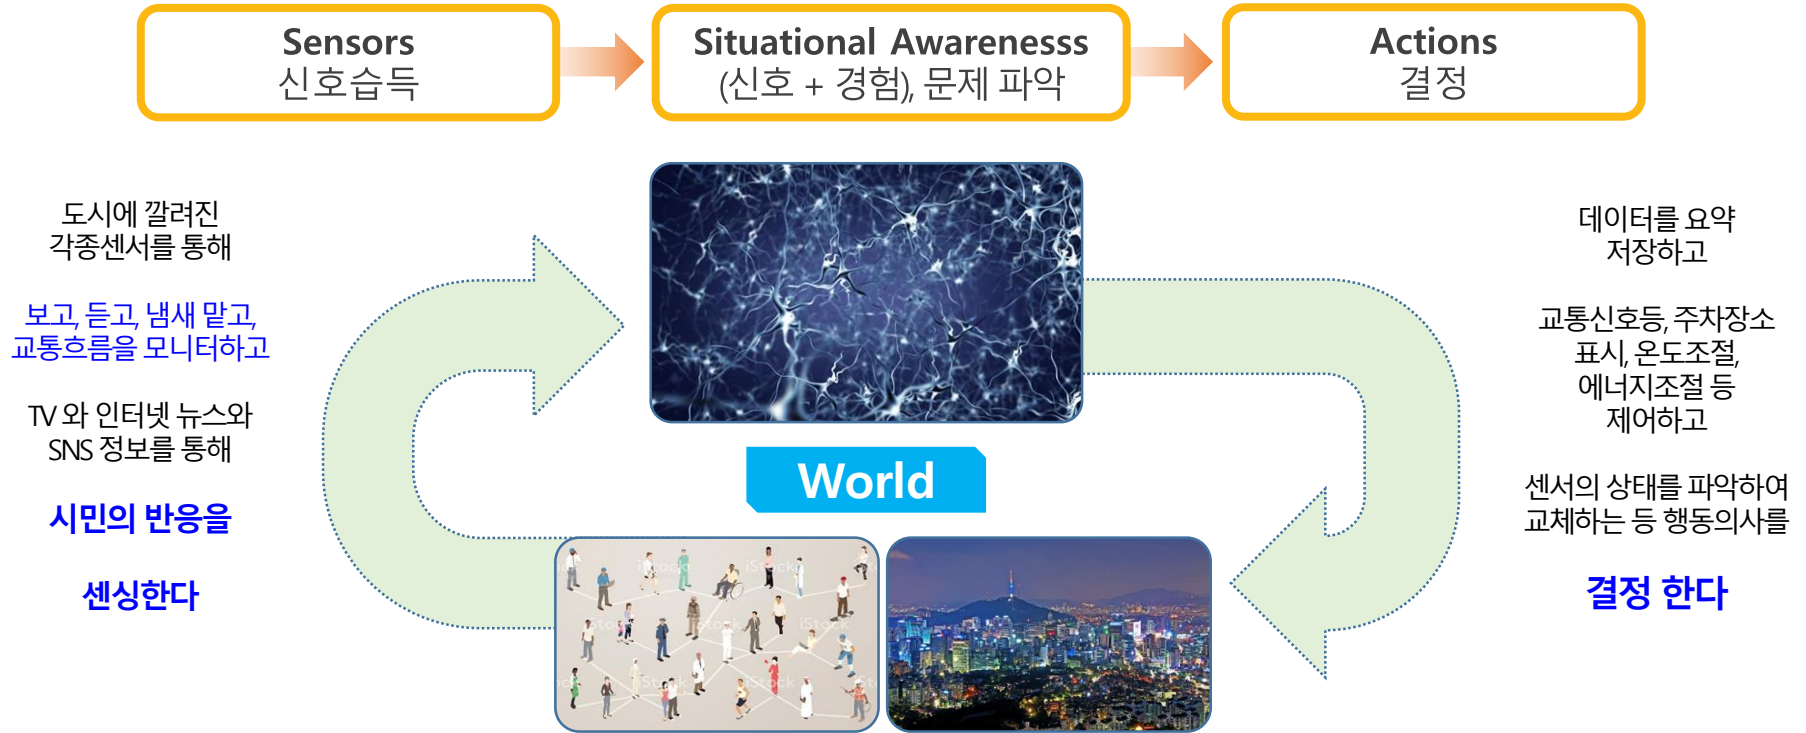 Sensors
신호습득
Situational Awarenesss
(신호 + 경험), 문제 파악
Actions
결정
도시에 깔려진
각종센서를 통해
보고, 듣고, 냄새 맡고,
교통흐름을 모니터하고
TV 와 인터넷 뉴스와
SNS 정보를 통해
시민의 반응을
센싱한다
World
iStock
iStock
iStock
iStock
iStock
iStock
데이터를 요약
저장하고
교통신호등, 주차장소
표시, 온도조절,
에너지조절 등
제어하고
센서의 상태를 파악하여
교체하는 등 행동의사를
결정 한다